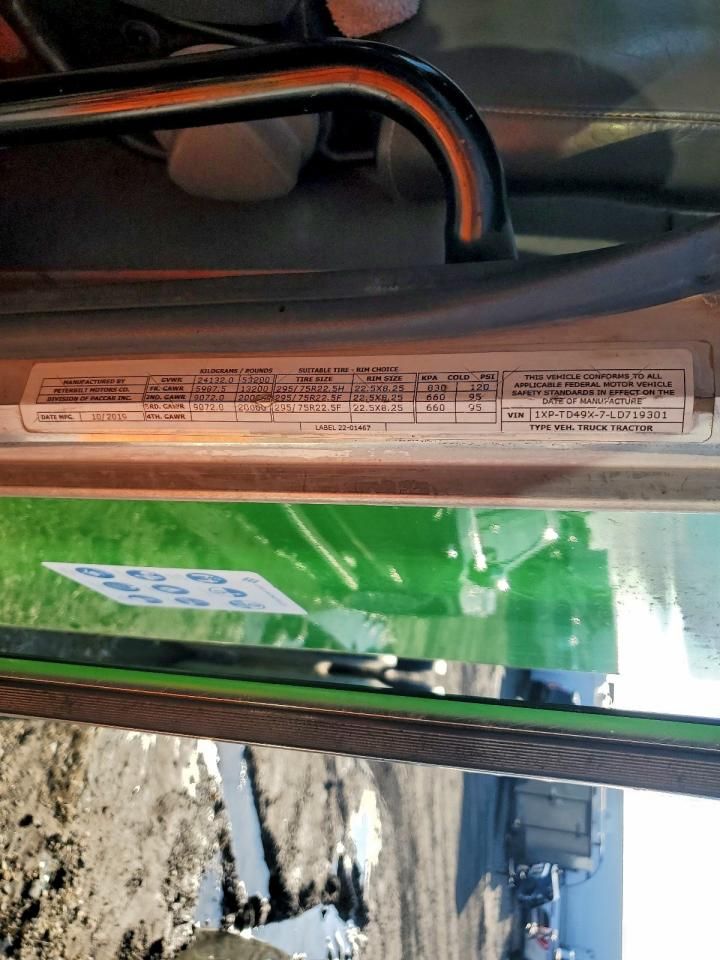 KILOGRAMS / POUNDS SUITABLE TIRE - RIM CHOICE
MANUFACTURED BY GVWR 24132.0 53200 TIRE SIZE RIM SIZE KPA COLD PSI
PETERBILT MOTORS CO. FR. GAWR 5987.5 13200 295/75R22.5H 22.5X8.25 830 120
DIVISION OF PACCAR INC. 2ND. GAWR 9072.0 20000 295/75R22.5F 22.5X8.25 660 95
3RD. GAWR 9072.0 20000 295/75R22.5F 22.5X8.25 660 95
DATE MFG. 10/2019 4TH. GAWR
LABEL 22-01467
THIS VEHICLE CONFORMS TO ALL
APPLICABLE FEDERAL MOTOR VEHICLE
SAFETY STANDARDS IN EFFECT ON THE
DATE OF MANUFACTURE
VIN 1XP-TD49X-7-LD719301
TYPE VEH. TRUCK TRACTOR